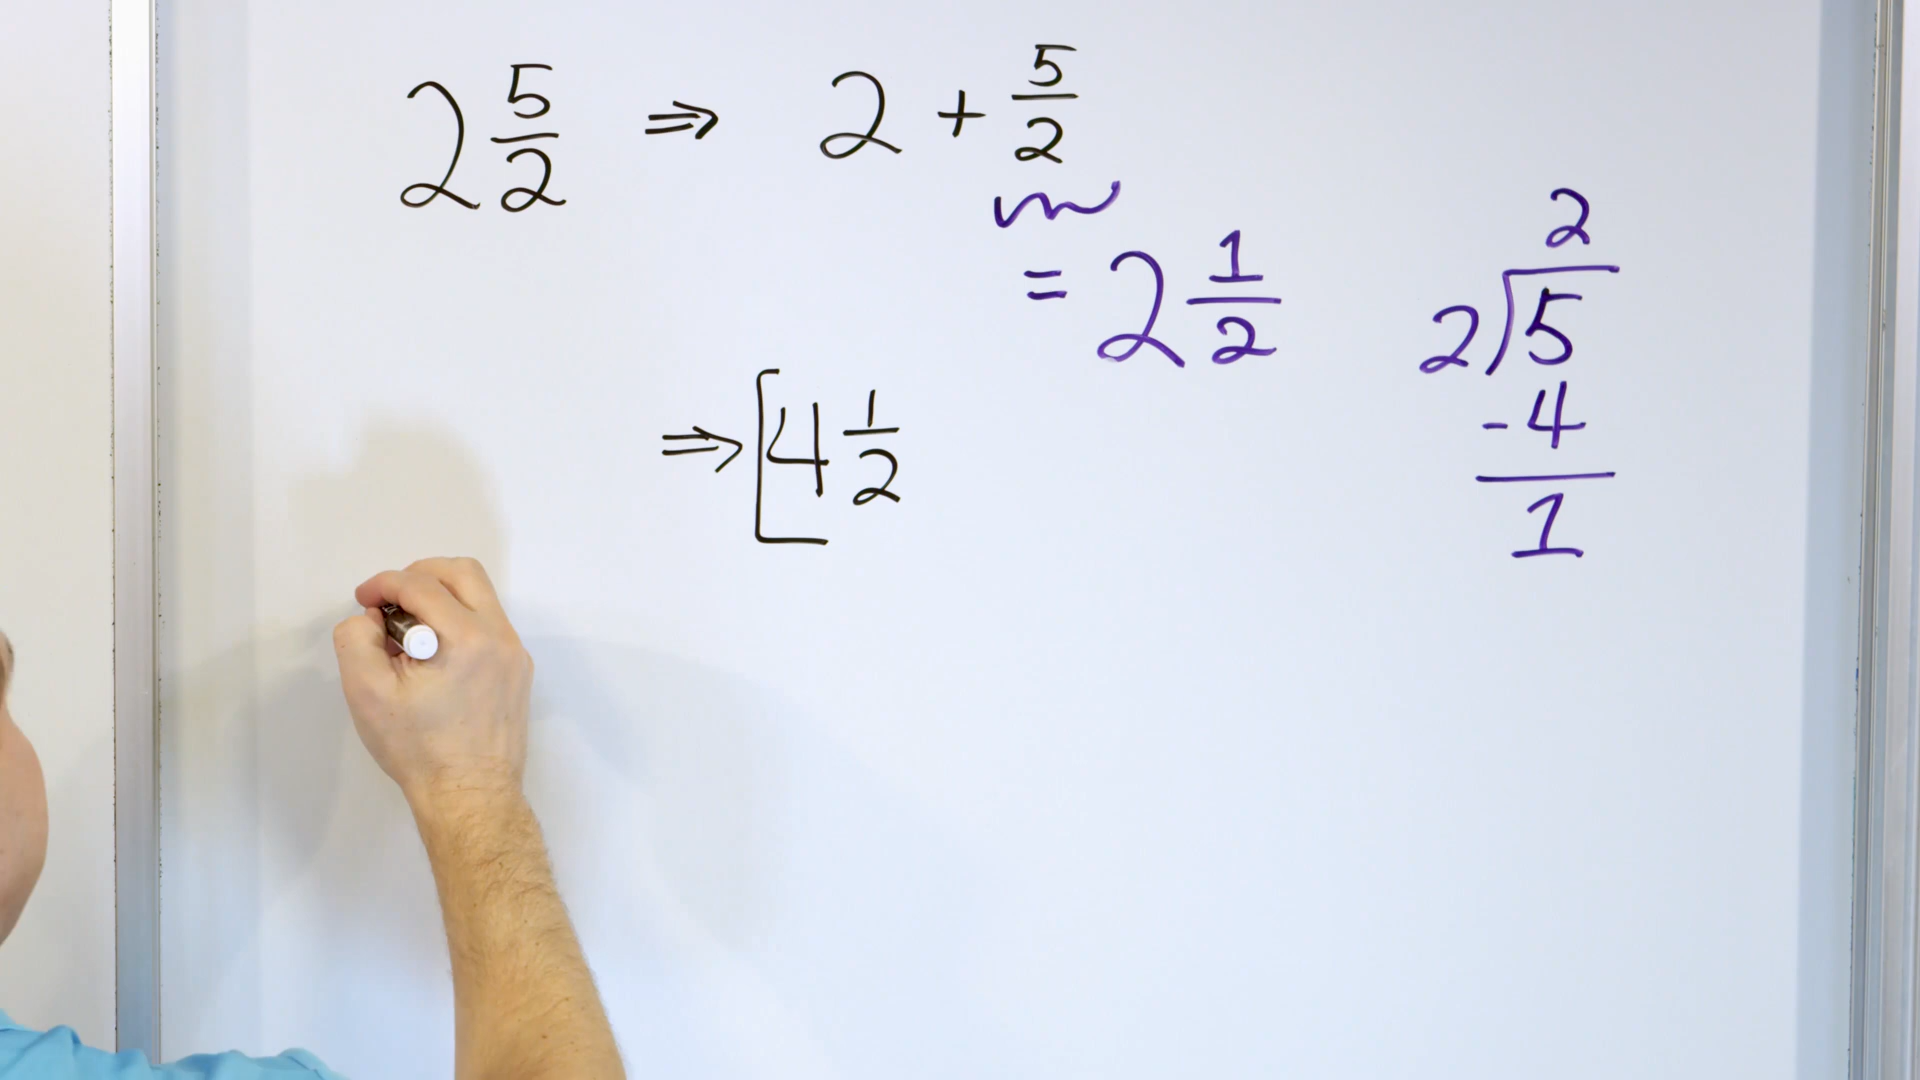 2 5/2 ⇒ 2 + 5/2
= 2 1/2
⇒ [4 1/2
2
2)5
-4
1